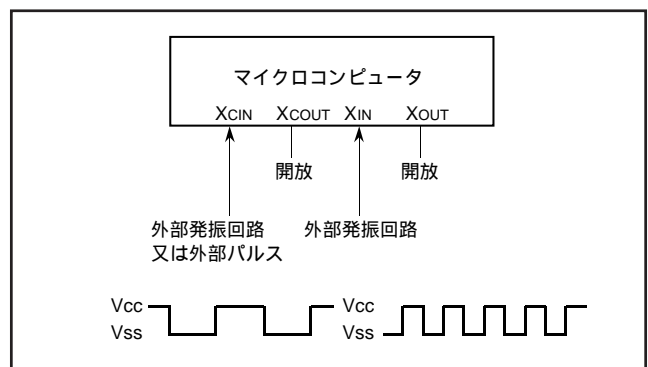 マイクロコンピュータ
XCIN XCOUT XIN XOUT
開放 開放
外部発振回路 外部発振回路
又は外部パルス
Vcc Vcc
Vss Vss